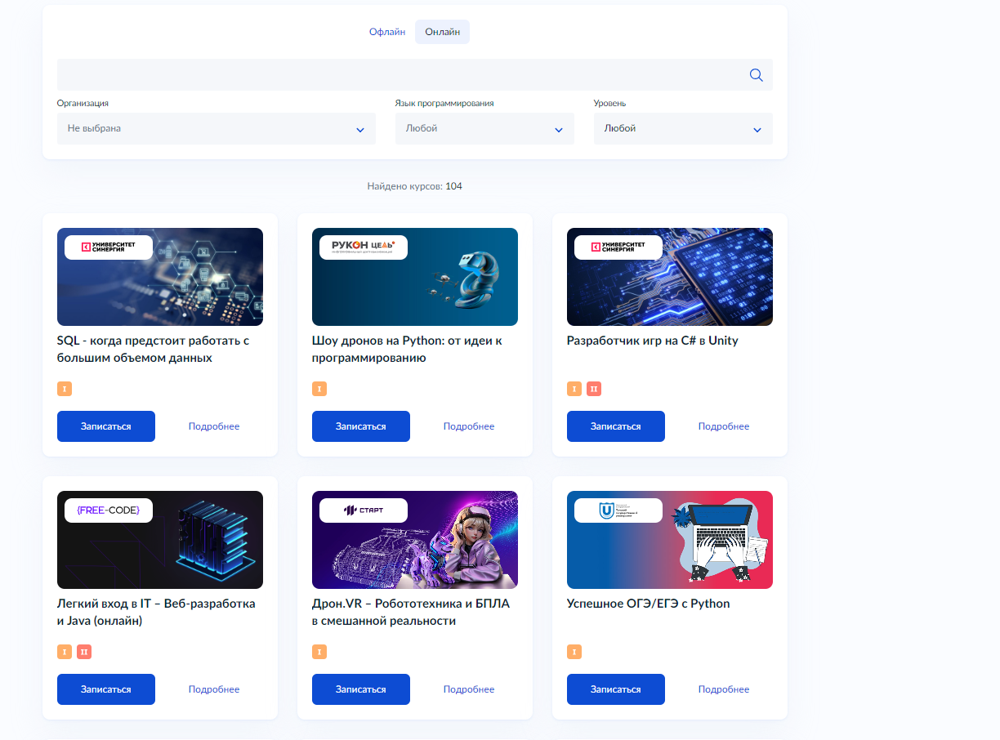 Офлайн
Онлайн
Организация
Язык программирования
Уровень
Не выбрана
Любой
Любой
Найдено курсов: 104
УНИВЕРСИТЕТ
СИНЕРГИЯ
SQL - когда предстоит работать с
большим объемом данных
I
Записаться
Подробнее
РУКОН ЦЕЛЬ
Шоу дронов на Python: от идеи к
программированию
I
Записаться
Подробнее
УНИВЕРСИТЕТ
СИНЕРГИЯ
Разработчик игр на C# в Unity
I
II
Записаться
Подробнее
{FREE-CODE}
Легкий вход в IT – Веб-разработка
и Java (онлайн)
I
II
Записаться
Подробнее
СТАРТ
Дрон.VR – Робототехника и БПЛА
в смешанной реальности
I
Записаться
Подробнее
Успешное ОГЭ/ЕГЭ с Python
I
Записаться
Подробнее